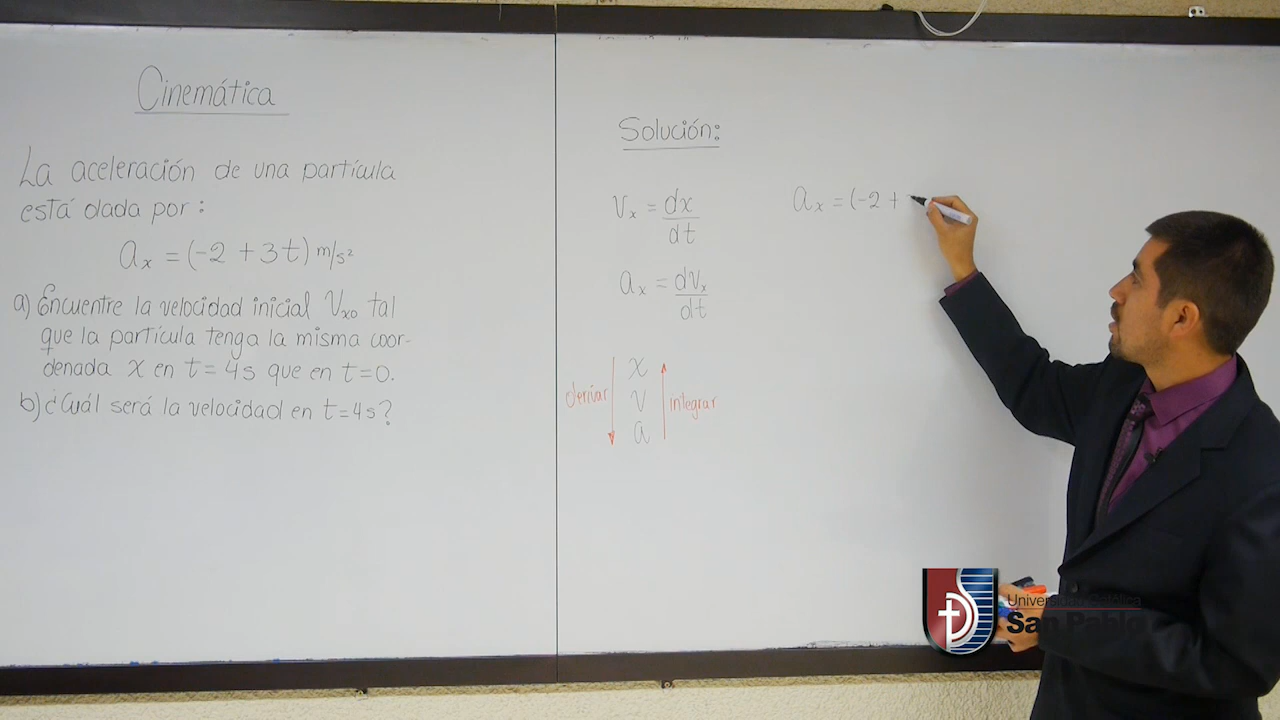 Cinemática
La aceleración de una partícula
está dada por:
aₓ = (-2 + 3t) m/s²
a) Encuentre la velocidad inicial Vₓ₀ tal
que la partícula tenga la misma coor-
denada x en t = 4s que en t=0.
b) ¿Cuál será la velocidad en t=4s?
Solución:
vₓ = dx/dt
aₓ = dvₓ/dt
derivar
x
v
a
integrar
aₓ = (-2 +
Universidad Católica
San Pablo